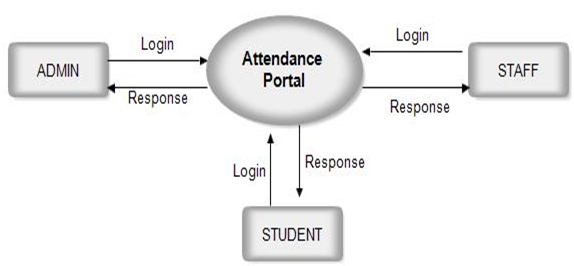 Login
Login
ADMIN
Attendance
Portal
STAFF
Response
Response
Login
Response
STUDENT